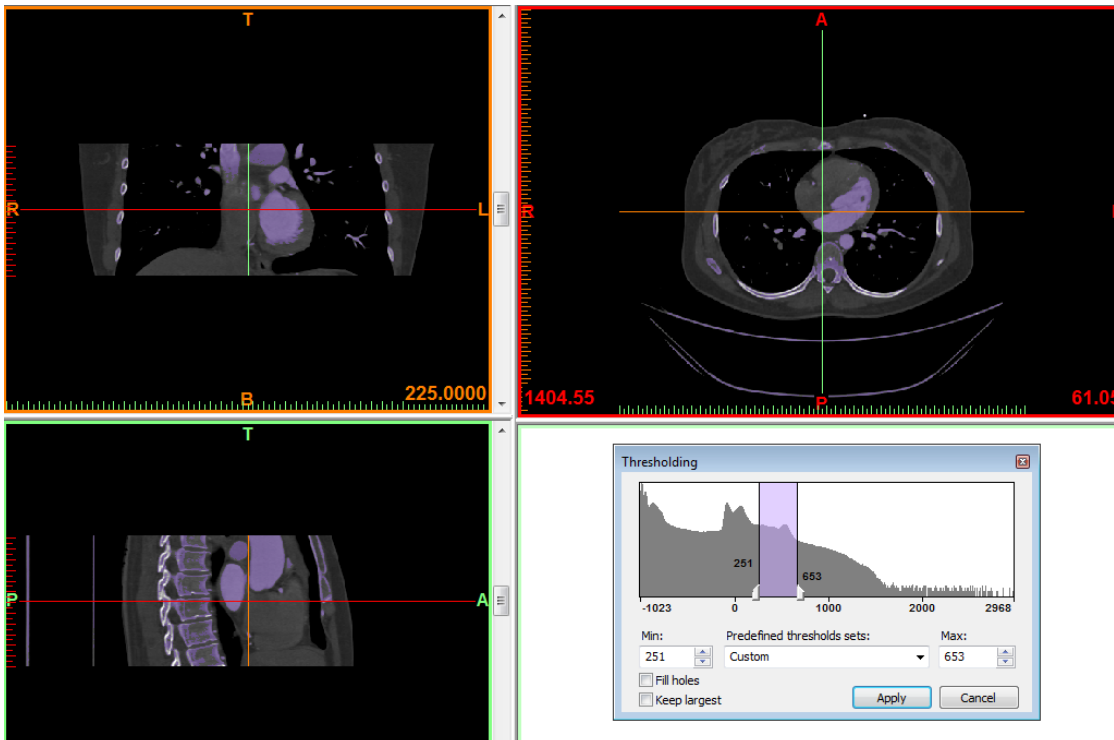 T
R
L
B
225.0000
A
R
P
1404.55
61.05
T
P
A
Thresholding
251
653
-1023
0
1000
2000
2968
Min:
Predefined thresholds sets:
Max:
251
Custom
653
Fill holes
Keep largest
Apply
Cancel